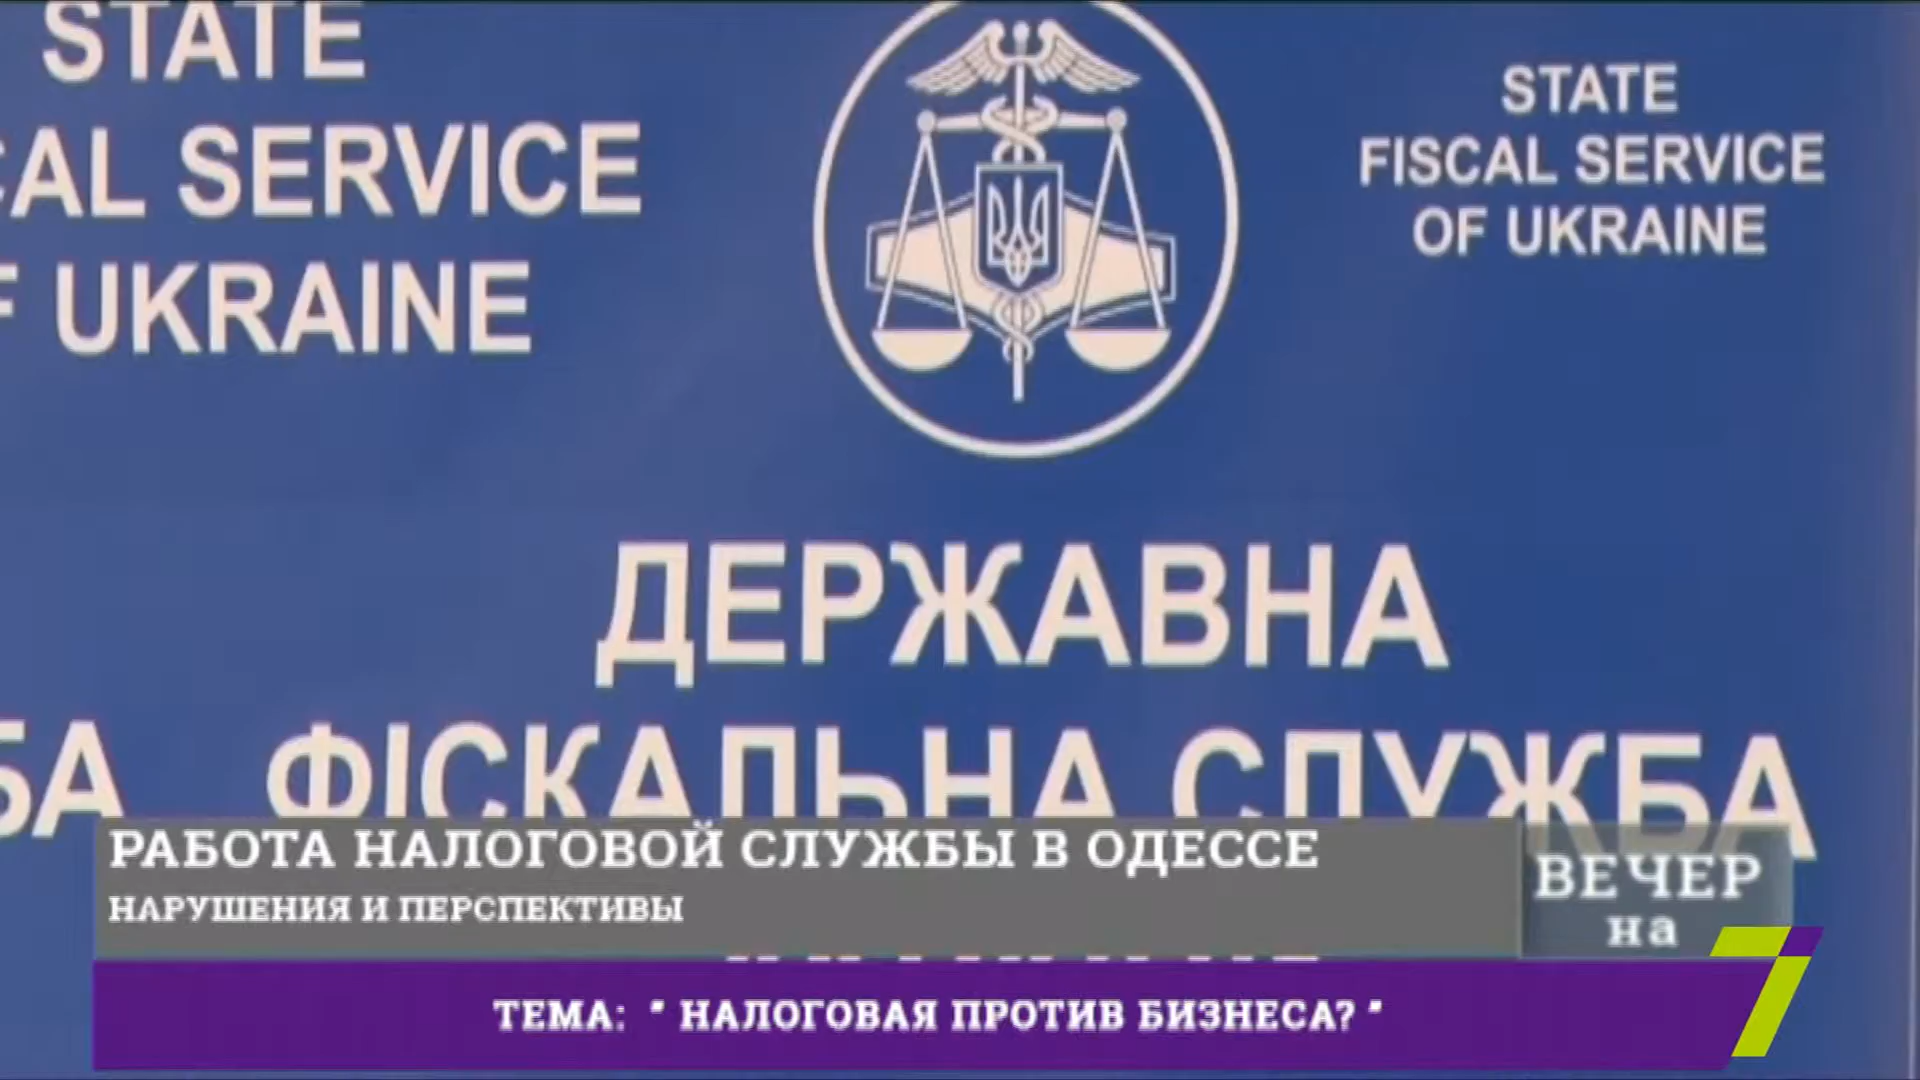 STATE
CAL SERVICE
F UKRAINE
STATE
FISCAL SERVICE
OF UKRAINE
ДЕРЖАВНА
БА ФІСКАЛЬНА СЛУЖБА
РАБОТА НАЛОГОВОЙ СЛУЖБЫ В ОДЕССЕ
НАРУШЕНИЯ И ПЕРСПЕКТИВЫ
ВЕЧЕР
на
7
ТЕМА: " НАЛОГОВАЯ ПРОТИВ БИЗНЕСА? "